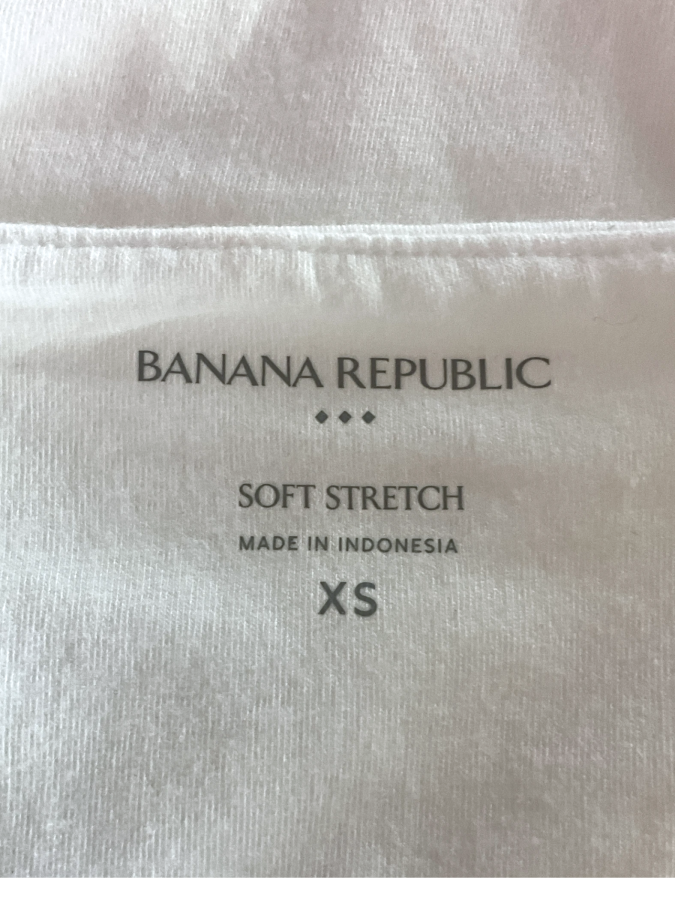 BANANA REPUBLIC
◆◆◆
SOFT STRETCH
MADE IN INDONESIA
XS